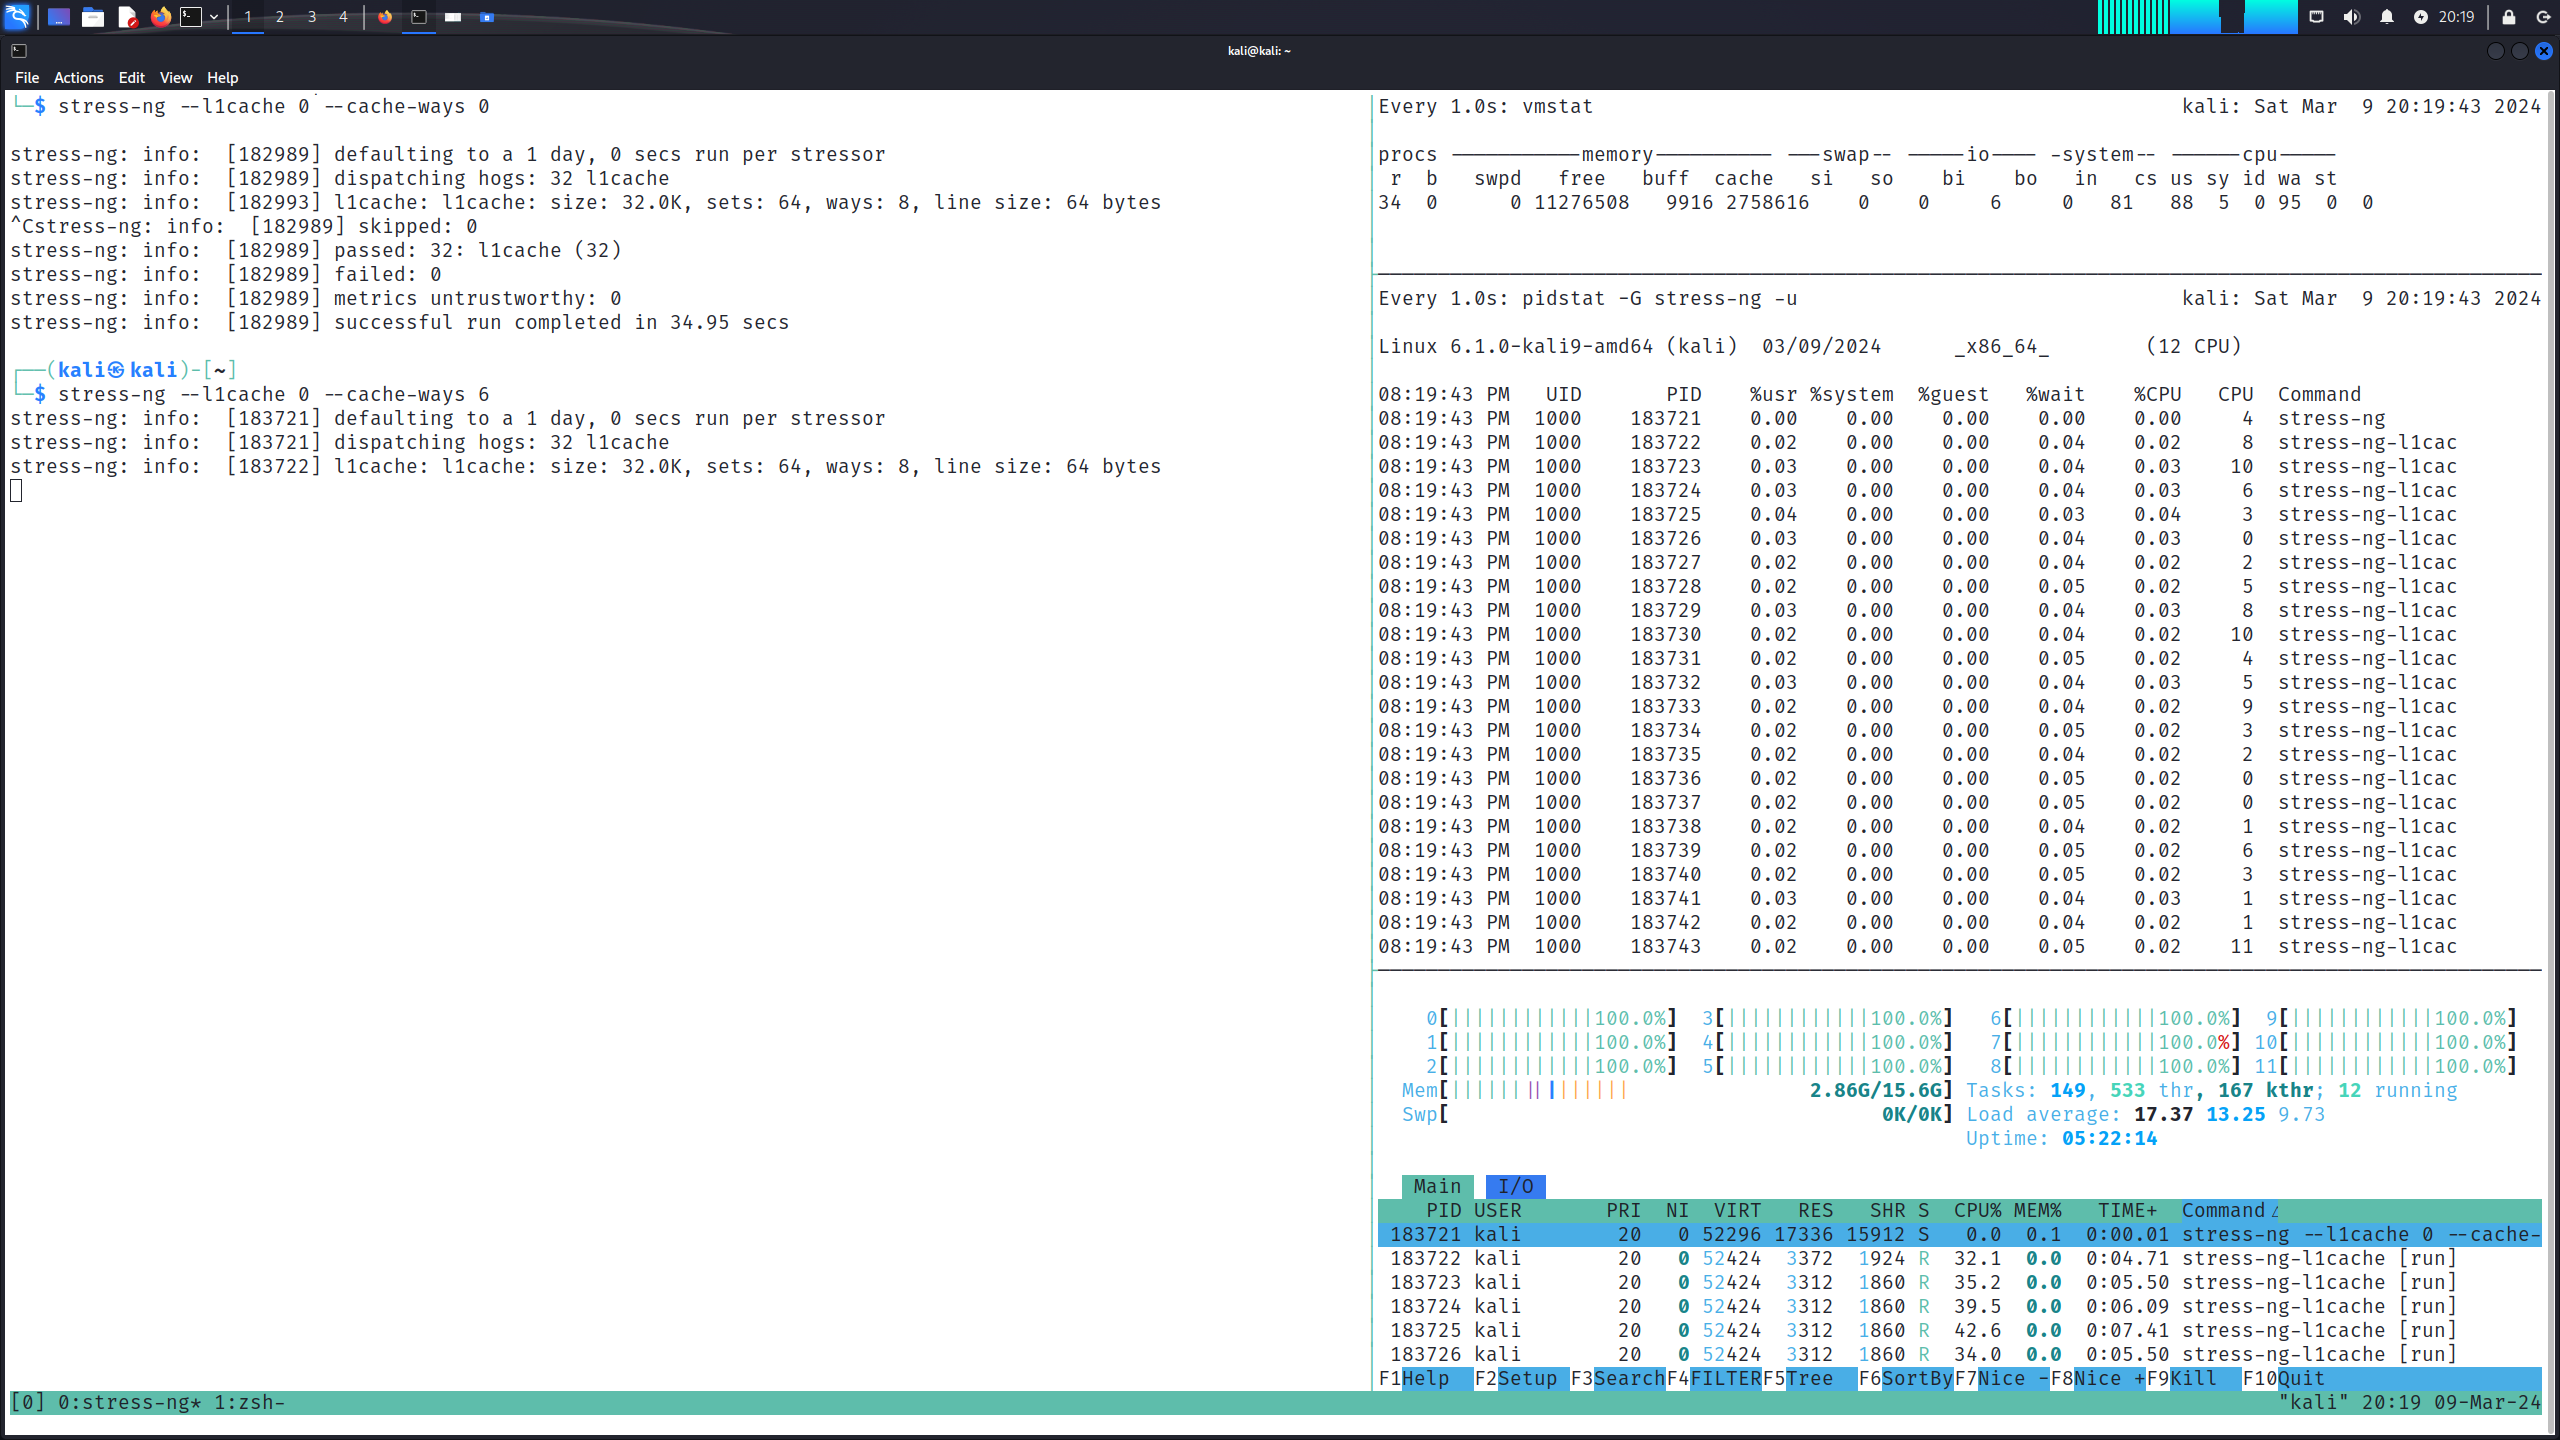 1 2 3 4
20:19
kali@kali: ~
File Actions Edit View Help
└─$ stress-ng --l1cache 0 --cache-ways 0
stress-ng: info:  [182989] defaulting to a 1 day, 0 secs run per stressor
stress-ng: info:  [182989] dispatching hogs: 32 l1cache
stress-ng: info:  [182993] l1cache: l1cache: size: 32.0K, sets: 64, ways: 8, line size: 64 bytes
^Cstress-ng: info:  [182989] skipped: 0
stress-ng: info:  [182989] passed: 32: l1cache (32)
stress-ng: info:  [182989] failed: 0
stress-ng: info:  [182989] metrics untrustworthy: 0
stress-ng: info:  [182989] successful run completed in 34.95 secs
┌──(kali㉿kali)-[~]
└─$ stress-ng --l1cache 0 --cache-ways 6
stress-ng: info:  [183721] defaulting to a 1 day, 0 secs run per stressor
stress-ng: info:  [183721] dispatching hogs: 32 l1cache
stress-ng: info:  [183722] l1cache: l1cache: size: 32.0K, sets: 64, ways: 8, line size: 64 bytes
Every 1.0s: vmstat kali: Sat Mar  9 20:19:43 2024
procs -----------memory---------- ---swap-- -----io---- -system-- ------cpu-----
r b swpd free buff cache si so bi bo in cs us sy id wa st
34 0 0 11276508 9916 2758616 0 0 6 0 81 88 5 0 95 0 0
Every 1.0s: pidstat -G stress-ng -u kali: Sat Mar  9 20:19:43 2024
Linux 6.1.0-kali9-amd64 (kali) 03/09/2024 _x86_64_ (12 CPU)
08:19:43 PM UID PID %usr %system %guest %wait %CPU CPU Command
08:19:43 PM 1000 183721 0.00 0.00 0.00 0.00 0.00 4 stress-ng
08:19:43 PM 1000 183722 0.02 0.00 0.00 0.04 0.02 8 stress-ng-l1cac
08:19:43 PM 1000 183723 0.03 0.00 0.00 0.04 0.03 10 stress-ng-l1cac
08:19:43 PM 1000 183724 0.03 0.00 0.00 0.04 0.03 6 stress-ng-l1cac
08:19:43 PM 1000 183725 0.04 0.00 0.00 0.03 0.04 3 stress-ng-l1cac
08:19:43 PM 1000 183726 0.03 0.00 0.00 0.04 0.03 0 stress-ng-l1cac
08:19:43 PM 1000 183727 0.02 0.00 0.00 0.04 0.02 2 stress-ng-l1cac
08:19:43 PM 1000 183728 0.02 0.00 0.00 0.05 0.02 5 stress-ng-l1cac
08:19:43 PM 1000 183729 0.03 0.00 0.00 0.04 0.03 8 stress-ng-l1cac
08:19:43 PM 1000 183730 0.02 0.00 0.00 0.04 0.02 10 stress-ng-l1cac
08:19:43 PM 1000 183731 0.02 0.00 0.00 0.05 0.02 4 stress-ng-l1cac
08:19:43 PM 1000 183732 0.03 0.00 0.00 0.04 0.03 5 stress-ng-l1cac
08:19:43 PM 1000 183733 0.02 0.00 0.00 0.04 0.02 9 stress-ng-l1cac
08:19:43 PM 1000 183734 0.02 0.00 0.00 0.05 0.02 3 stress-ng-l1cac
08:19:43 PM 1000 183735 0.02 0.00 0.00 0.04 0.02 2 stress-ng-l1cac
08:19:43 PM 1000 183736 0.02 0.00 0.00 0.05 0.02 0 stress-ng-l1cac
08:19:43 PM 1000 183737 0.02 0.00 0.00 0.05 0.02 0 stress-ng-l1cac
08:19:43 PM 1000 183738 0.02 0.00 0.00 0.04 0.02 1 stress-ng-l1cac
08:19:43 PM 1000 183739 0.02 0.00 0.00 0.05 0.02 6 stress-ng-l1cac
08:19:43 PM 1000 183740 0.02 0.00 0.00 0.05 0.02 3 stress-ng-l1cac
08:19:43 PM 1000 183741 0.03 0.00 0.00 0.04 0.03 1 stress-ng-l1cac
08:19:43 PM 1000 183742 0.02 0.00 0.00 0.04 0.02 1 stress-ng-l1cac
08:19:43 PM 1000 183743 0.02 0.00 0.00 0.05 0.02 11 stress-ng-l1cac
0[||||||||||||100.0%] 3[||||||||||||100.0%] 6[||||||||||||100.0%] 9[||||||||||||100.0%]
1[||||||||||||100.0%] 4[||||||||||||100.0%] 7[||||||||||||100.0%] 10[||||||||||||100.0%]
2[||||||||||||100.0%] 5[||||||||||||100.0%] 8[||||||||||||100.0%] 11[||||||||||||100.0%]
Mem[||||||||||||||| 2.86G/15.6G] Tasks: 149, 533 thr, 167 kthr; 12 running
Swp[ 0K/0K] Load average: 17.37 13.25 9.73
Uptime: 05:22:14
Main I/O
PID USER PRI NI VIRT RES SHR S CPU% MEM% TIME+ Command△
183721 kali 20 0 52296 17336 15912 S 0.0 0.1 0:00.01 stress-ng --l1cache 0 --cache-
183722 kali 20 0 52424 3372 1924 R 32.1 0.0 0:04.71 stress-ng-l1cache [run]
183723 kali 20 0 52424 3312 1860 R 35.2 0.0 0:05.50 stress-ng-l1cache [run]
183724 kali 20 0 52424 3312 1860 R 39.5 0.0 0:06.09 stress-ng-l1cache [run]
183725 kali 20 0 52424 3312 1860 R 42.6 0.0 0:07.41 stress-ng-l1cache [run]
183726 kali 20 0 52424 3312 1860 R 34.0 0.0 0:05.50 stress-ng-l1cache [run]
F1Help F2Setup F3SearchF4FILTERF5Tree F6SortByF7Nice -F8Nice +F9Kill F10Quit
[0] 0:stress-ng* 1:zsh- "kali" 20:19 09-Mar-24